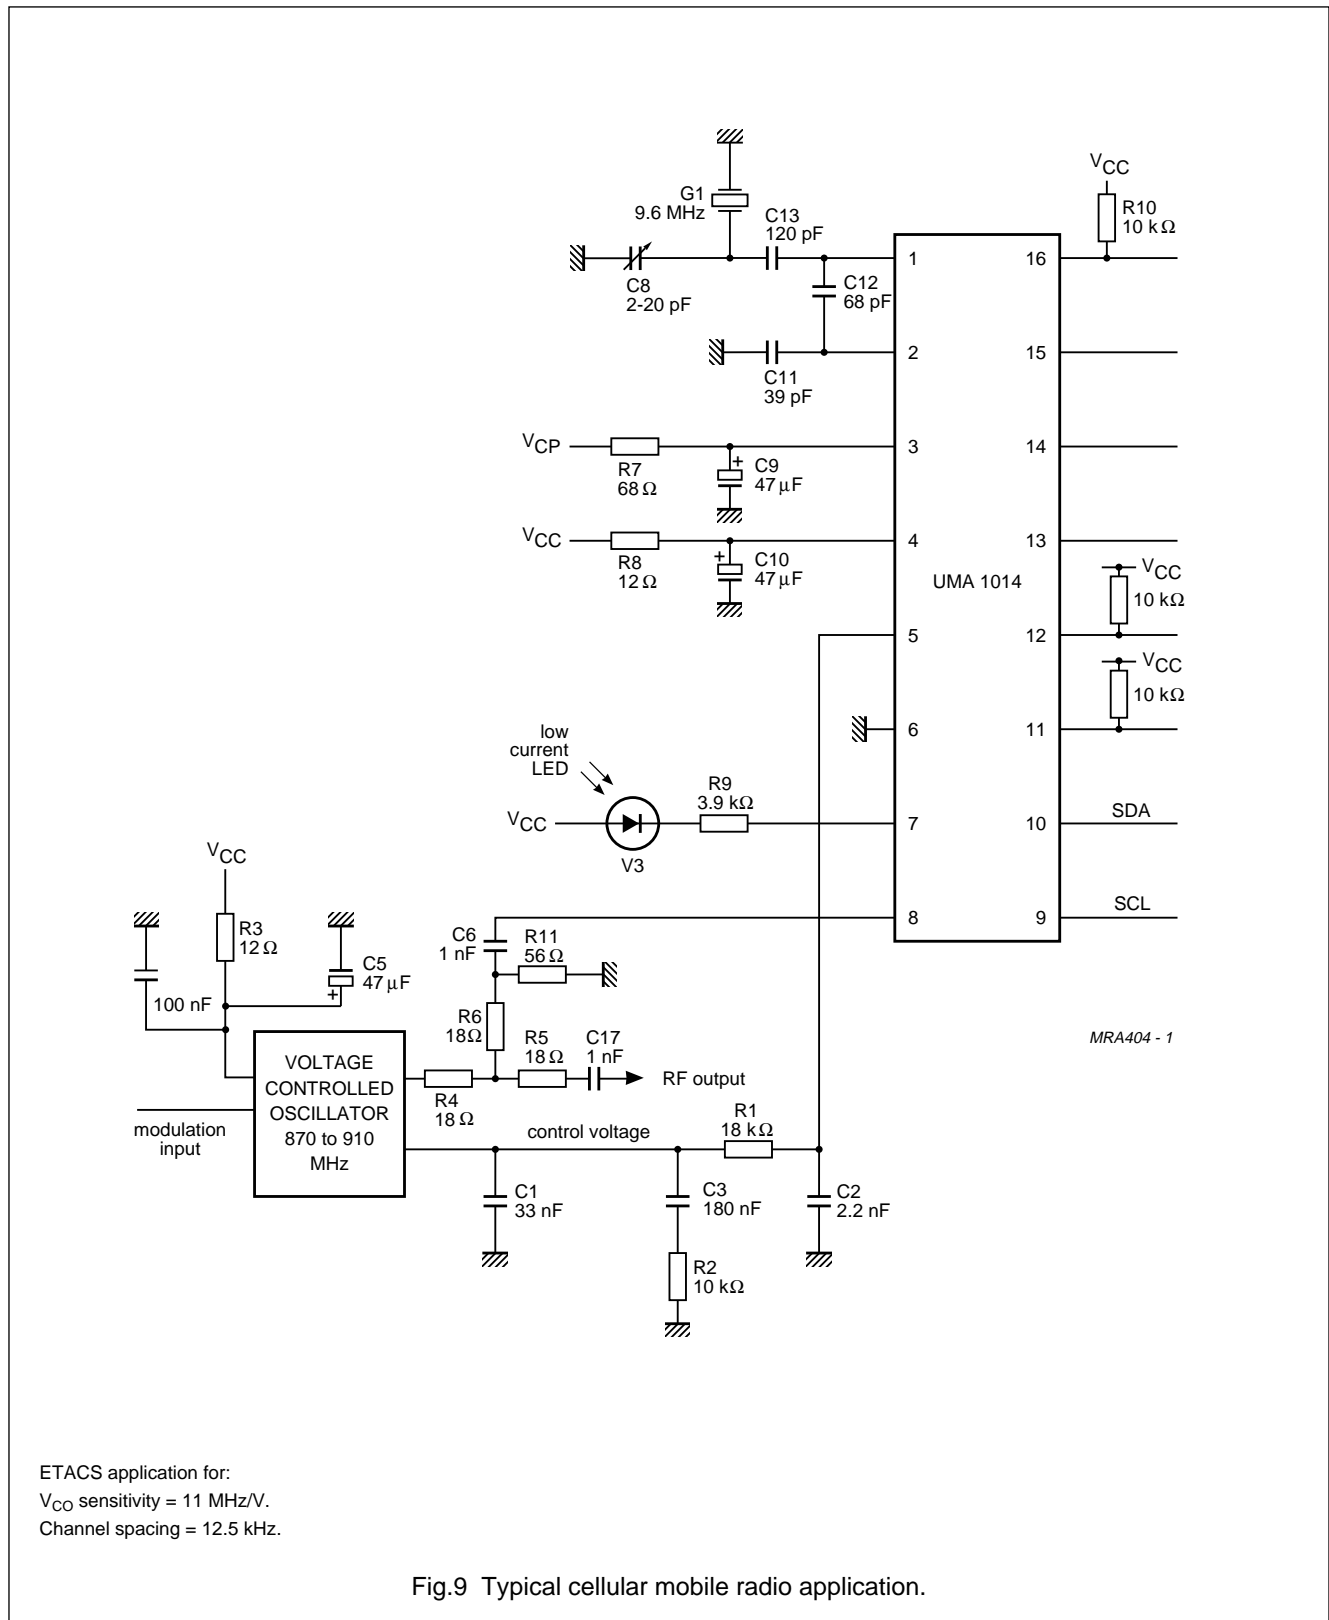 G1
9.6 MHz
C13
120 pF
C8
2-20 pF
C12
68 pF
C11
39 pF
VCC
R10
10 kΩ
1
16
2
15
VCP
R7
68 Ω
C9
+
47 µF
3
14
VCC
R8
12 Ω
C10
+
47 µF
4
13
UMA 1014
VCC
10 kΩ
5
12
VCC
10 kΩ
6
11
low
current
LED
VCC
V3
R9
3.9 kΩ
7
10
SDA
8
9
SCL
VCC
R3
12 Ω
100 nF
C5
47 µF
+
C6
1 nF
R11
56 Ω
R6
18Ω
R5
18 Ω
C17
1 nF
RF output
R4
18 Ω
VOLTAGE
CONTROLLED
OSCILLATOR
870 to 910
MHz
modulation
input
control voltage
R1
18 kΩ
C1
33 nF
C3
180 nF
C2
2.2 nF
R2
10 kΩ
MRA404 - 1
ETACS application for:
VCO sensitivity = 11 MHz/V.
Channel spacing = 12.5 kHz.
Fig.9 Typical cellular mobile radio application.